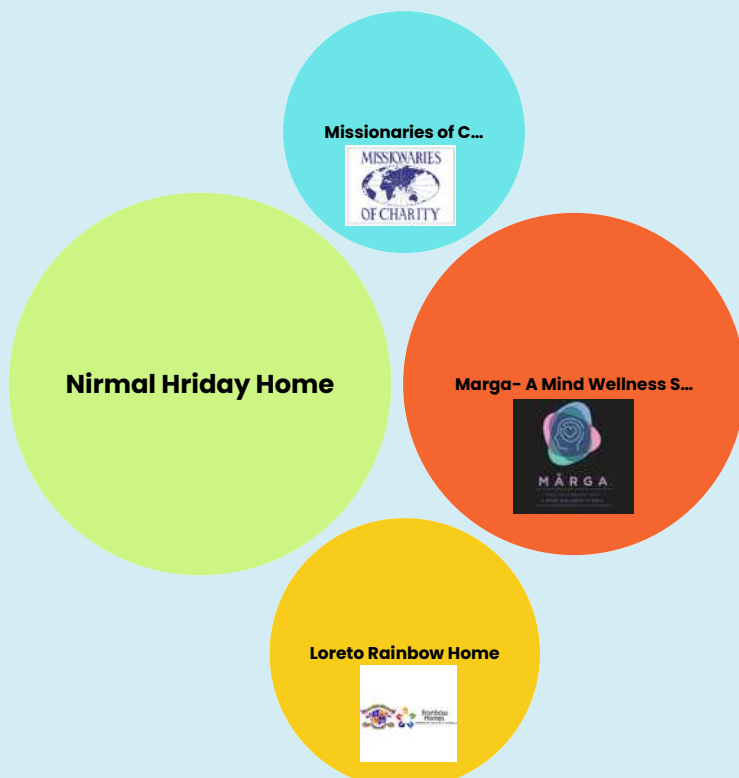 Missionaries of C...
MISSIONARIES
OF CHARITY
Nirmal Hriday Home
Marga- A Mind Wellness S...
MĀRGA
Loreto Rainbow Home
Rainbow
Homes